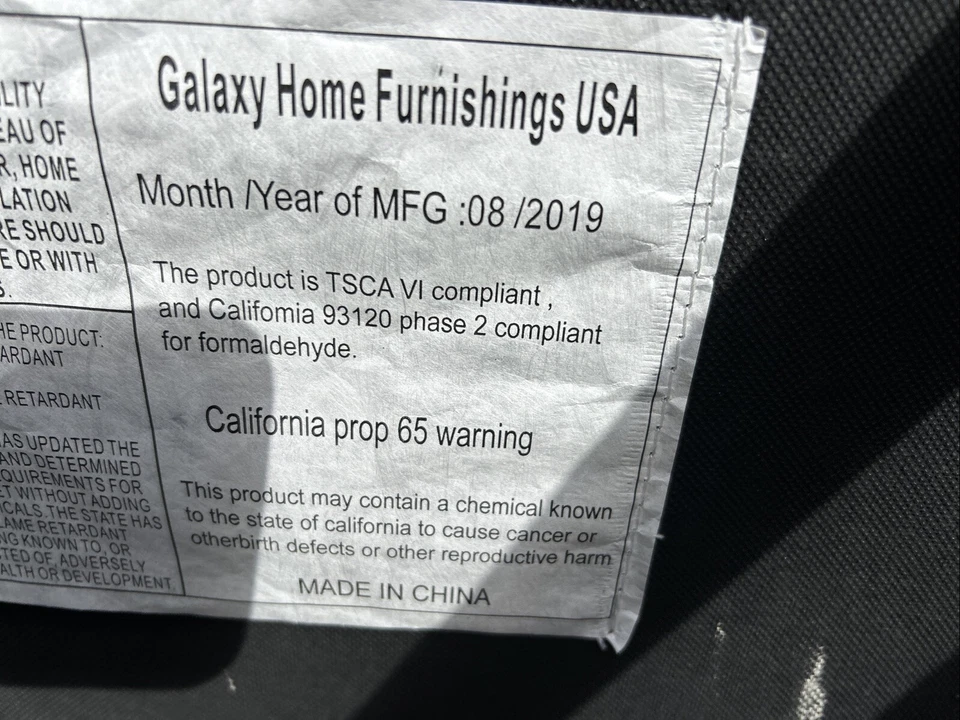 LITY
EAU OF
R, HOME
LATION
RE SHOULD
E OR WITH
S.
HE PRODUCT:
ARDANT
RETARDANT
AS UPDATED THE
AND DETERMINED
EQUIREMENTS FOR
ET WITHOUT ADDING
ICALS. THE STATE HAS
LAME RETARDANT
NG KNOWN TO, OR
TED OF, ADVERSELY
ALTH OR DEVELOPMENT.
Galaxy Home Furnishings USA
Month /Year of MFG :08 /2019
The product is TSCA VI compliant ,
and Califomia 93120 phase 2 compliant
for formaldehyde.
California prop 65 warning
This product may contain a chemical known
to the state of california to cause cancer or
otherbirth defects or other reproductive harm
MADE IN CHINA